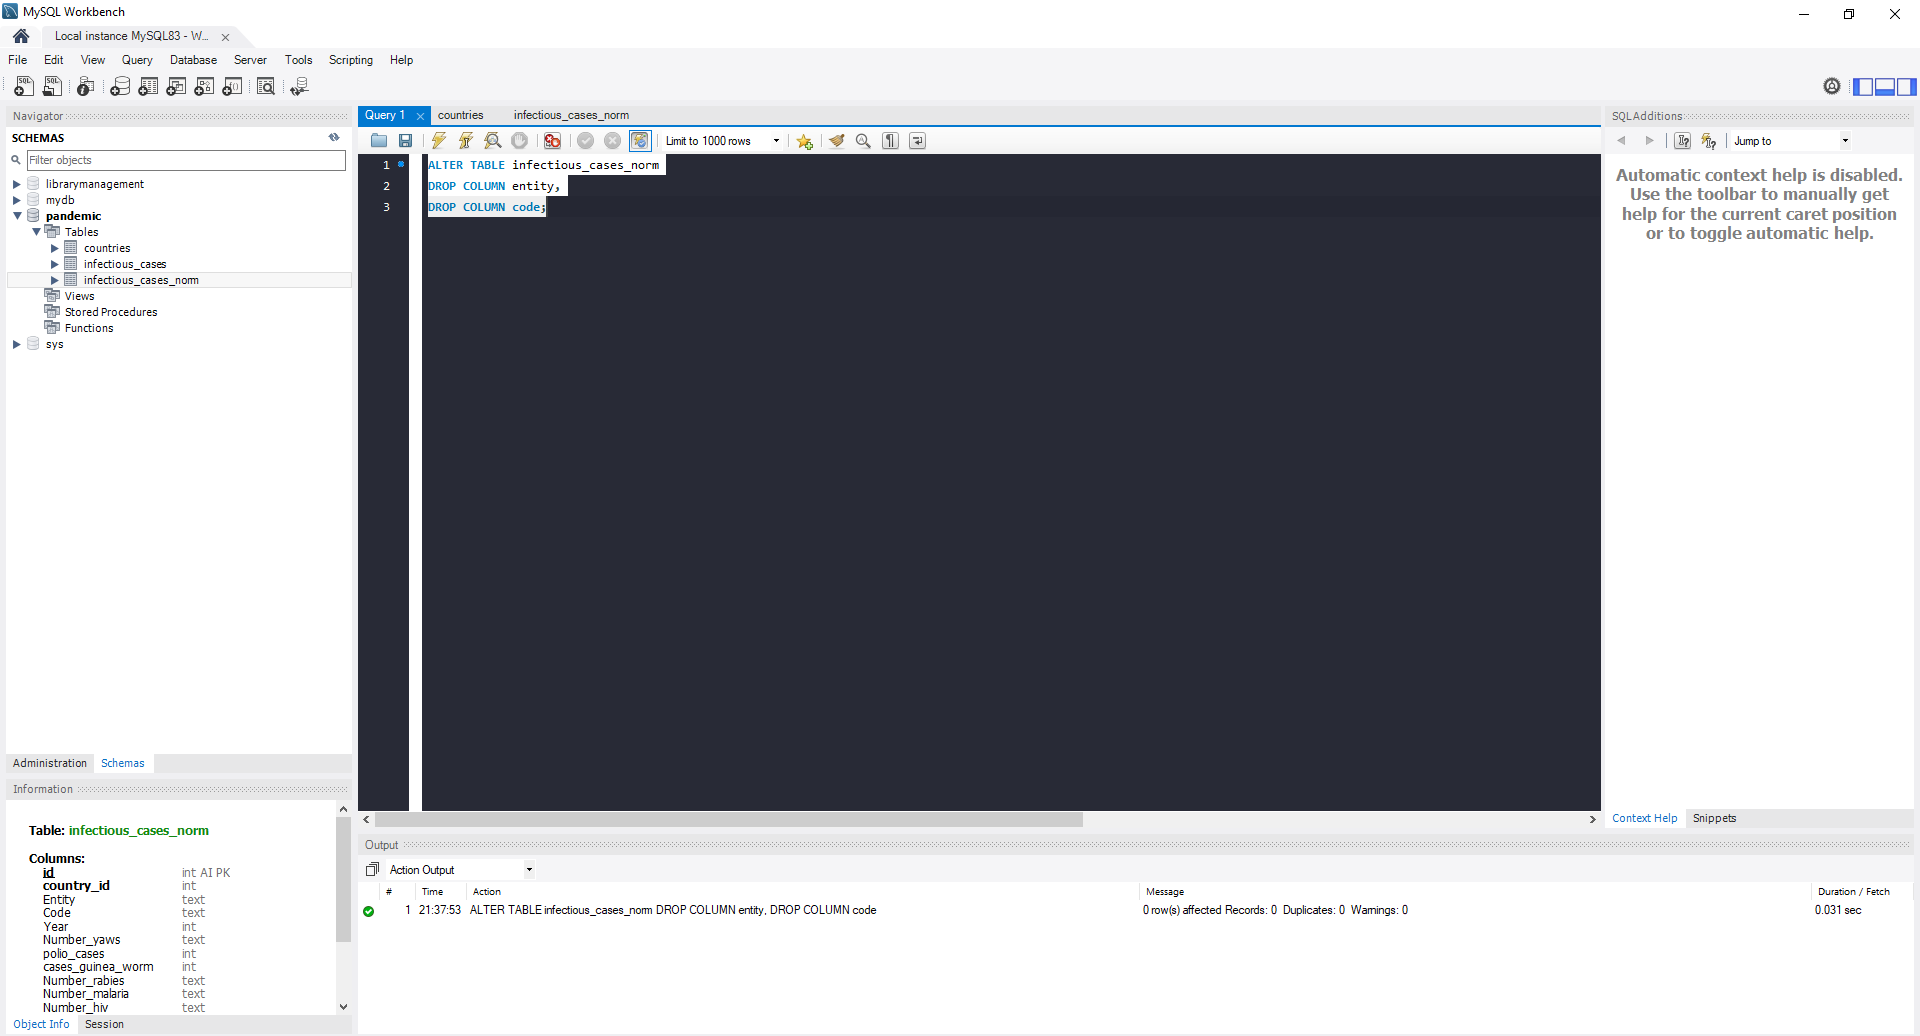 MySQL Workbench
Local instance MySQL83 - W...
File Edit View Query Database Server Tools Scripting Help
Navigator
SCHEMAS
Filter objects
librarymanagement
mydb
pandemic
Tables
countries
infectious_cases
infectious_cases_norm
Views
Stored Procedures
Functions
sys
Administration Schemas
Information
Table: infectious_cases_norm
Columns:
id int AI PK
country_id int
Entity text
Code text
Year int
Number_yaws text
polio_cases int
cases_guinea_worm int
Number_rabies text
Number_malaria text
Number_hiv text
Object Info Session
Query 1 countries infectious_cases_norm
Limit to 1000 rows
1 ALTER TABLE infectious_cases_norm
2 DROP COLUMN entity,
3 DROP COLUMN code;
Output
Action Output
# Time Action Message Duration / Fetch
1 21:37:53 ALTER TABLE infectious_cases_norm DROP COLUMN entity, DROP COLUMN code 0 row(s) affected Records: 0 Duplicates: 0 Warnings: 0 0.031 sec
SQLAdditions
Jump to
Automatic context help is disabled.
Use the toolbar to manually get
help for the current caret position
or to toggle automatic help.
Context Help Snippets